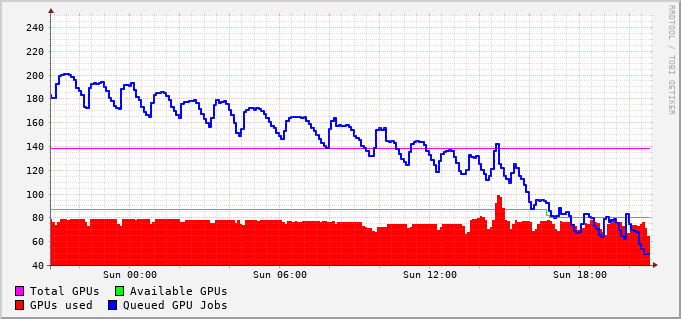 RRDTOOL / TOBI OETIKER
240
220
200
180
160
140
120
100
80
60
40
Sun 00:00 Sun 06:00 Sun 12:00 Sun 18:00
Total GPUs Available GPUs
GPUs used Queued GPU Jobs